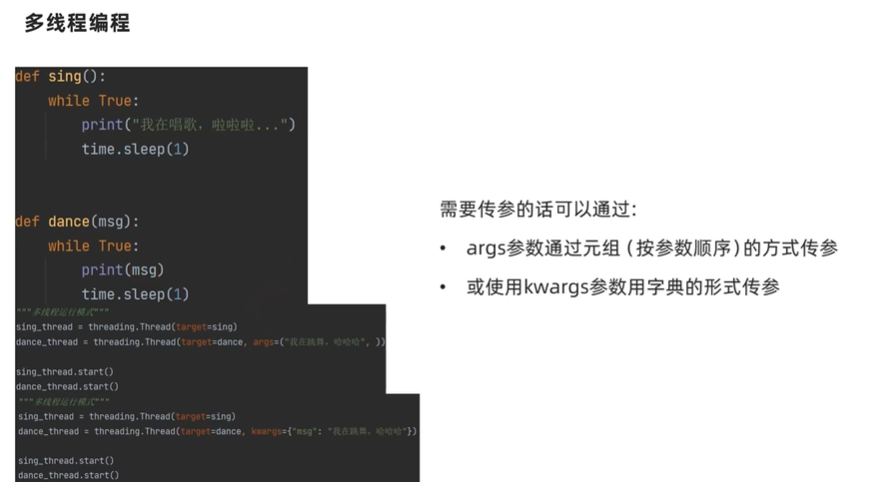 多线程编程
def sing():
    while True:
        print("我在唱歌，啦啦啦...")
        time.sleep(1)
def dance(msg):
    while True:
        print(msg)
        time.sleep(1)
"""多线程运行模式"""
sing_thread = threading.Thread(target=sing)
dance_thread = threading.Thread(target=dance, args=("我在跳舞，哈哈哈", ))
sing_thread.start()
dance_thread.start()
"""多线程运行模式"""
sing_thread = threading.Thread(target=sing)
dance_thread = threading.Thread(target=dance, kwargs={"msg": "我在跳舞，哈哈哈"})
sing_thread.start()
dance_thread.start()
需要传参的话可以通过：
• args参数通过元组（按参数顺序）的方式传参
• 或使用kwargs参数用字典的形式传参